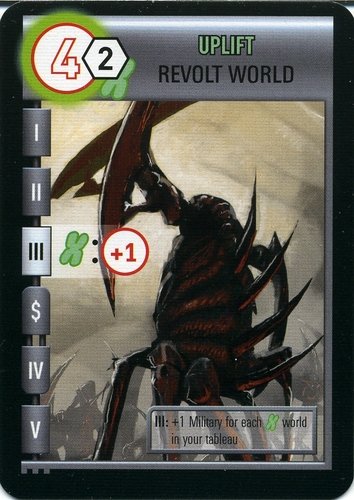 4 2
UPLIFT
REVOLT WORLD
I
II
III : +1
$
IV
V
III: +1 Military for each world
in your tableau